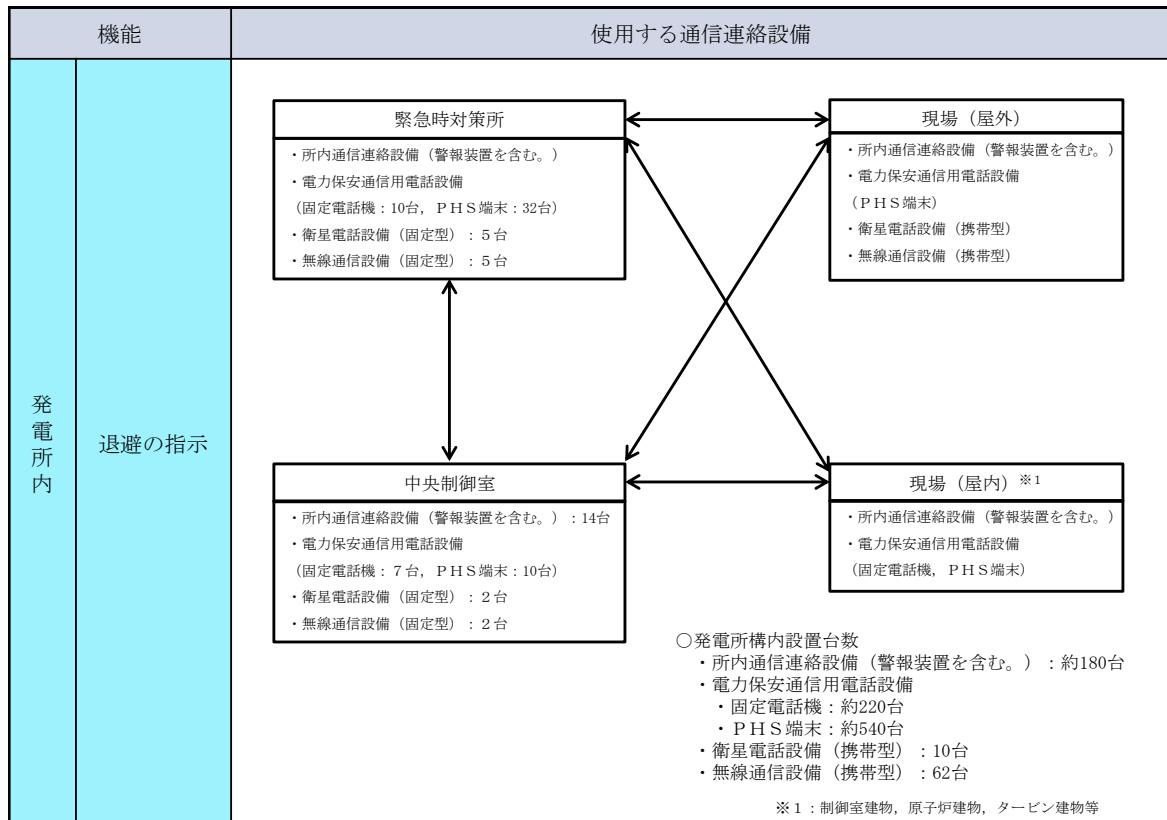 機能
使用する通信連絡設備
発電所内
退避の指示
緊急時対策所
・所内通信連絡設備（警報装置を含む。）
・電力保安通信用電話設備
（固定電話機：10台，ＰＨＳ端末：32台）
・衛星電話設備（固定型）：５台
・無線通信設備（固定型）：５台
現場（屋外）
・所内通信連絡設備（警報装置を含む。）
・電力保安通信用電話設備
（ＰＨＳ端末）
・衛星電話設備（携帯型）
・無線通信設備（携帯型）
中央制御室
・所内通信連絡設備（警報装置を含む。）：14台
・電力保安通信用電話設備
（固定電話機：７台，ＰＨＳ端末：10台）
・衛星電話設備（固定型）：２台
・無線通信設備（固定型）：２台
現場（屋内）※1
・所内通信連絡設備（警報装置を含む。）
・電力保安通信用電話設備
（固定電話機，ＰＨＳ端末）
○発電所構内設置台数
・所内通信連絡設備（警報装置を含む。）：約180台
・電力保安通信用電話設備
・固定電話機：約220台
・ＰＨＳ端末：約540台
・衛星電話設備（携帯型）：10台
・無線通信設備（携帯型）：62台
※１：制御室建物，原子炉建物，タービン建物等